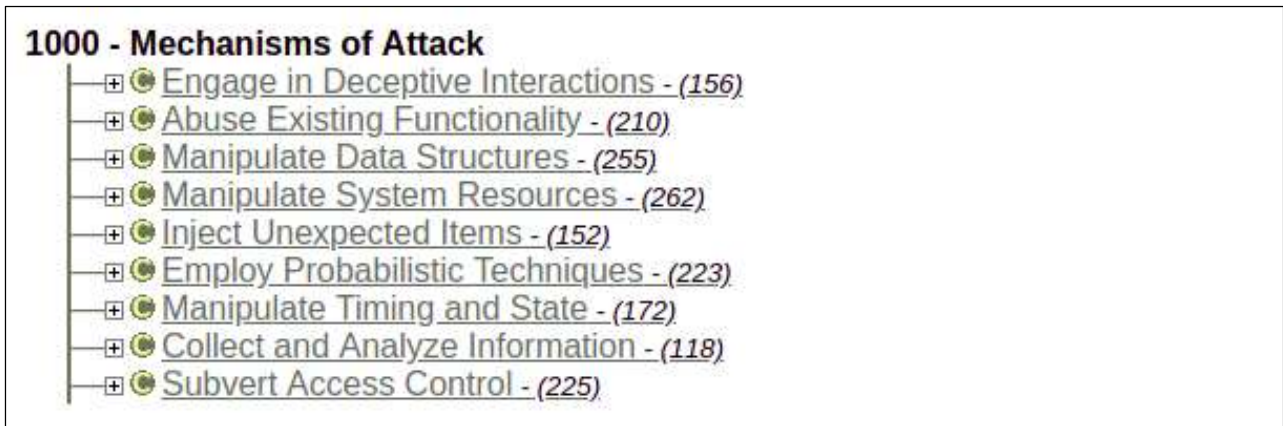 1000 - Mechanisms of Attack
Engage in Deceptive Interactions - (156)
Abuse Existing Functionality - (210)
Manipulate Data Structures - (255)
Manipulate System Resources - (262)
Inject Unexpected Items - (152)
Employ Probabilistic Techniques - (223)
Manipulate Timing and State - (172)
Collect and Analyze Information - (118)
Subvert Access Control - (225)